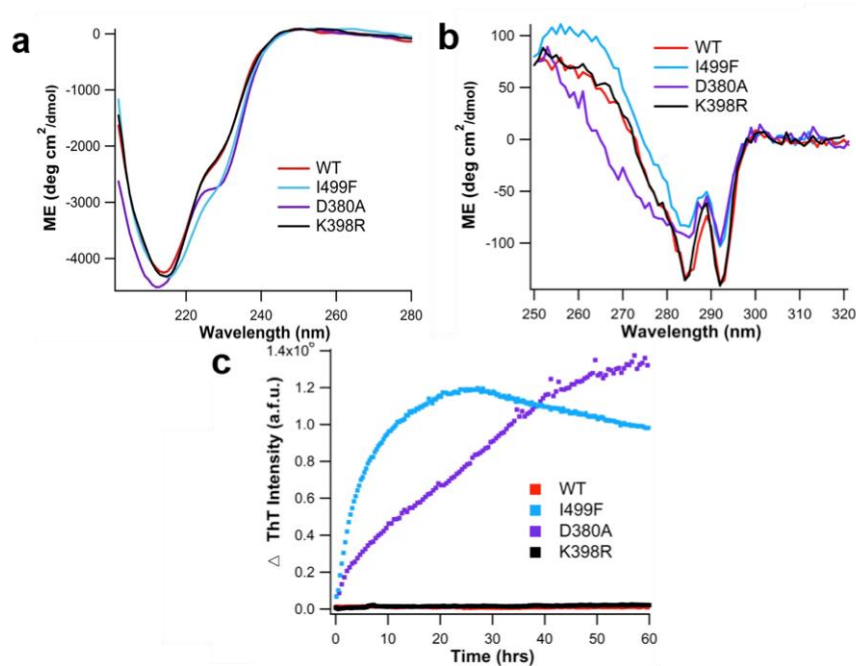 a
0
-1000
-2000
-3000
-4000
ME (deg cm²/dmol)
WT
I499F
D380A
K398R
220 240 260 280
Wavelength (nm)
b
100
50
0
-50
-100
ME (deg cm²/dmol)
WT
I499F
D380A
K398R
250 260 270 280 290 300 310 320
Wavelength (nm)
c
1.4x10⁶
1.2
1.0
0.8
0.6
0.4
0.2
0.0
△ ThT Intensity (a.f.u.)
WT
I499F
D380A
K398R
0 10 20 30 40 50 60
Time (hrs)